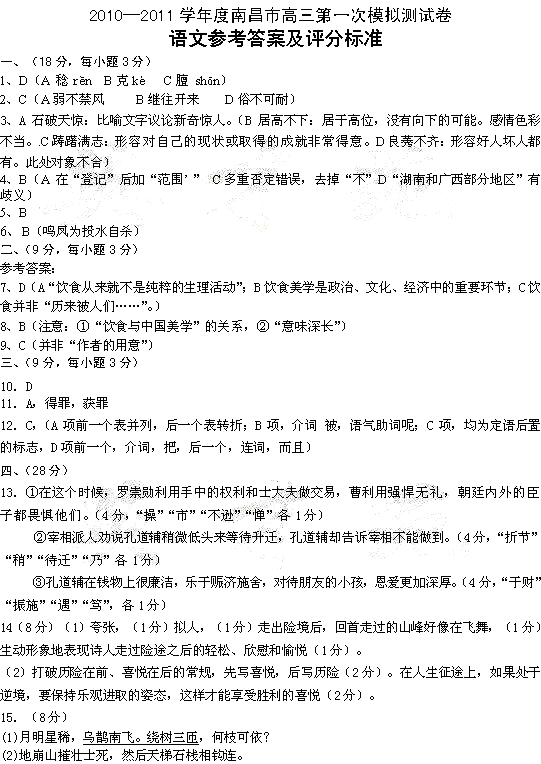 2010—2011学年度南昌市高三第一次模拟测试卷
语文参考答案及评分标准
一、（18分，每小题3分）
1、D（A 稔 rěn B克kè C膻 shān）
2、C（A弱不禁风 B继往开来 D俗不可耐）
3、A 石破天惊：比喻文字议论新奇惊人。（B 居高不下：居于高位，没有向下的可能。感情色彩
不当。C踌躇满志：形容对自己的现状或取得的成就非常得意。D良莠不齐：形容好人坏人都
有。此处对象不合）
4、B（A 在“登记”后加“范围’” C多重否定错误，去掉“不”D“湖南和广西部分地区”有
歧义）
5、B
6、B（鸣凤为投水自杀）
二、（9分，每小题3分）
参考答案：
7、D（A“饮食从来就不是纯粹的生理活动”；B饮食美学是政治、文化、经济中的重要环节；C饮
食并非“历来被人们……”。）
8、B（注意：①“饮食与中国美学”的关系，②“意味深长”）
9、C（并非“作者的用意”）
三、（9分，每小题3分）
10．D
11．A，得罪，获罪
12．C，（A项前一个表并列，后一个表转折；B项，介词 被，语气助词呢；C项，均为定语后置
的标志，D项前一个，介词，把，后一个，连词，而且）
四、（28分）
13．①在这个时候，罗崇勋利用手中的权利和士大夫做交易，曹利用强悍无礼，朝廷内外的臣
子都畏惧他们。（4分，“操”“市”“不逊”“惮”各1分）
②宰相派人劝说孔道辅稍微低头来等待升迁，孔道辅却告诉宰相不能做到。（4分，“折节”
“稍”“待迁”“乃”各1分）
③孔道辅在钱物上很廉洁，乐于赈济施舍，对待朋友的小孩，恩爱更加深厚。（4分，“于财”
“振施”“遇”“笃”，各1分）
14（8分）（1）夸张，（1分）拟人，（1分）走出险境后，回首走过的山峰好像在飞舞，（1分）
生动形象地表现诗人走过险途之后的轻松、欣慰和愉悦（1分）。
（2）打破历险在前、喜悦在后的常规，先写喜悦，后写历险（2分）。在人生征途上，如果处于
逆境，要保持乐观进取的姿态，这样才能享受胜利的喜悦（2分）。
15．（8分）
(1)月明星稀，乌鹊南飞。绕树三匝，何枝可依？
(2)地崩山摧壮士死，然后天梯石栈相钩连。